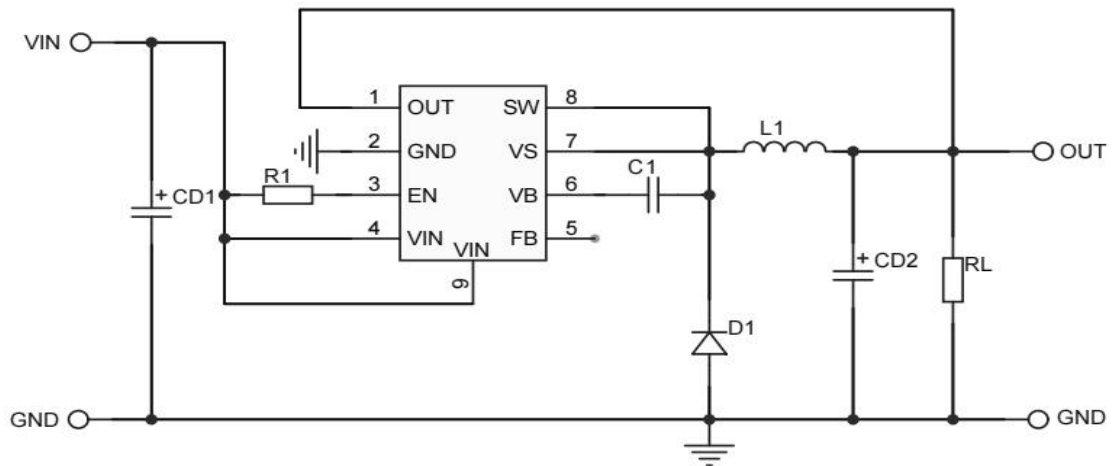 VIN
1 OUT SW 8
L1
2 GND VS 7
OUT
R1
C1
3 EN VB 6
+ CD1
4 VIN FB 5
VIN
9
+ CD2
RL
D1
GND
GND